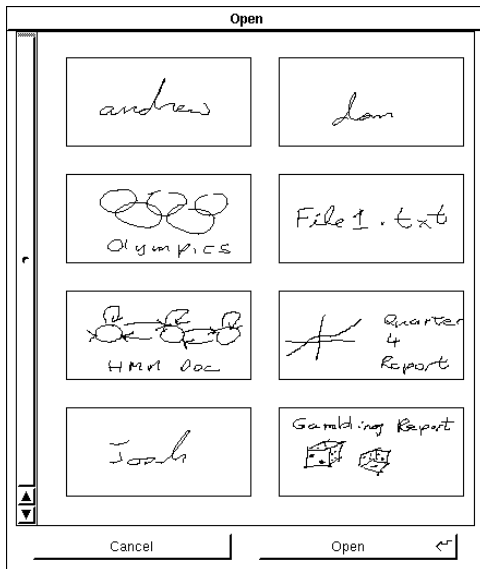 Open
andrew
dan
Olympics
File 1.txt
HMM Doc
Quarter
4
Report
Josh
Gambling Report
Cancel
Open